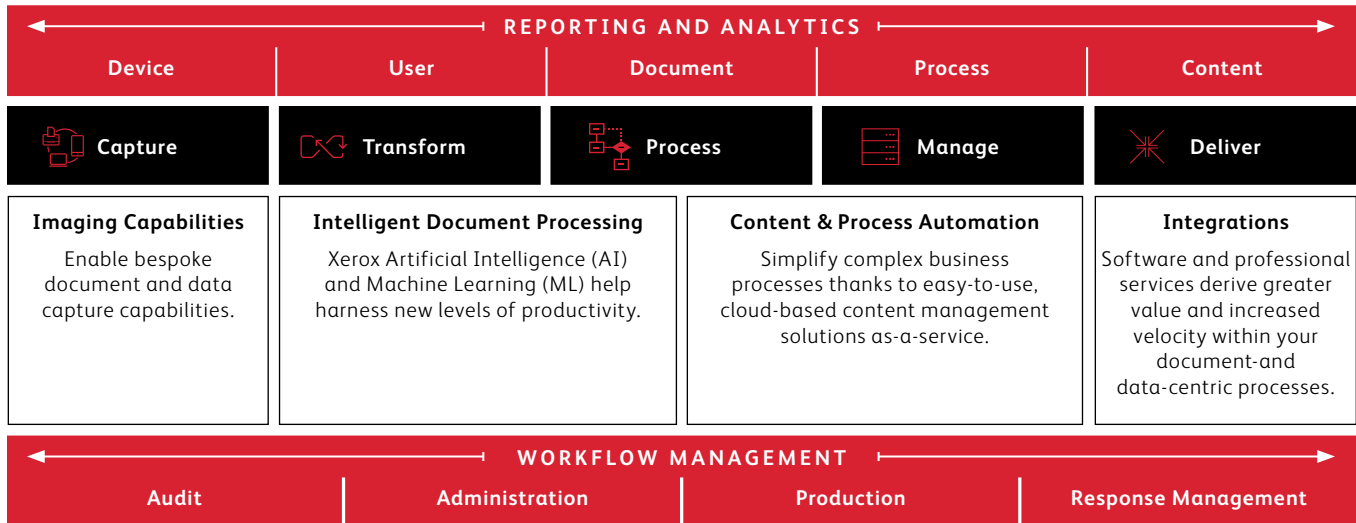 REPORTING AND ANALYTICS
Device User Document Process Content
Capture Transform Process Manage Deliver
Imaging Capabilities
Enable bespoke
document and data
capture capabilities.
Intelligent Document Processing
Xerox Artificial Intelligence (AI)
and Machine Learning (ML) help
harness new levels of productivity.
Content & Process Automation
Simplify complex business
processes thanks to easy-to-use,
cloud-based content management
solutions as-a-service.
Integrations
Software and professional
services derive greater
value and increased
velocity within your
document-and
data-centric processes.
WORKFLOW MANAGEMENT
Audit Administration Production Response Management